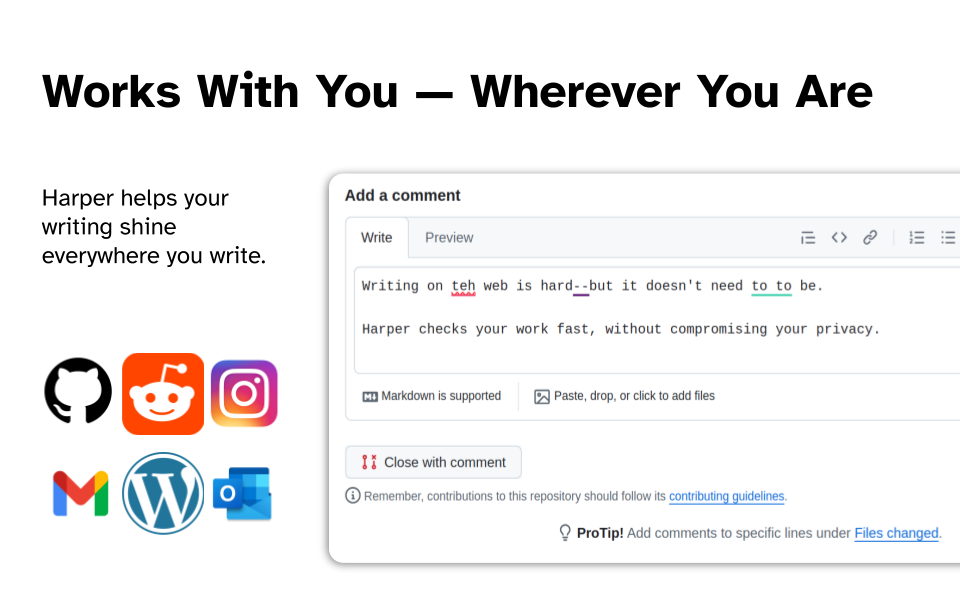 Works With You — Wherever You Are
Harper helps your
writing shine
everywhere you write.
Add a comment
Write
Preview
Writing on teh web is hard--but it doesn't need to to be.
Harper checks your work fast, without compromising your privacy.
Markdown is supported
Paste, drop, or click to add files
Close with comment
Remember, contributions to this repository should follow its contributing guidelines.
ProTip! Add comments to specific lines under Files changed.